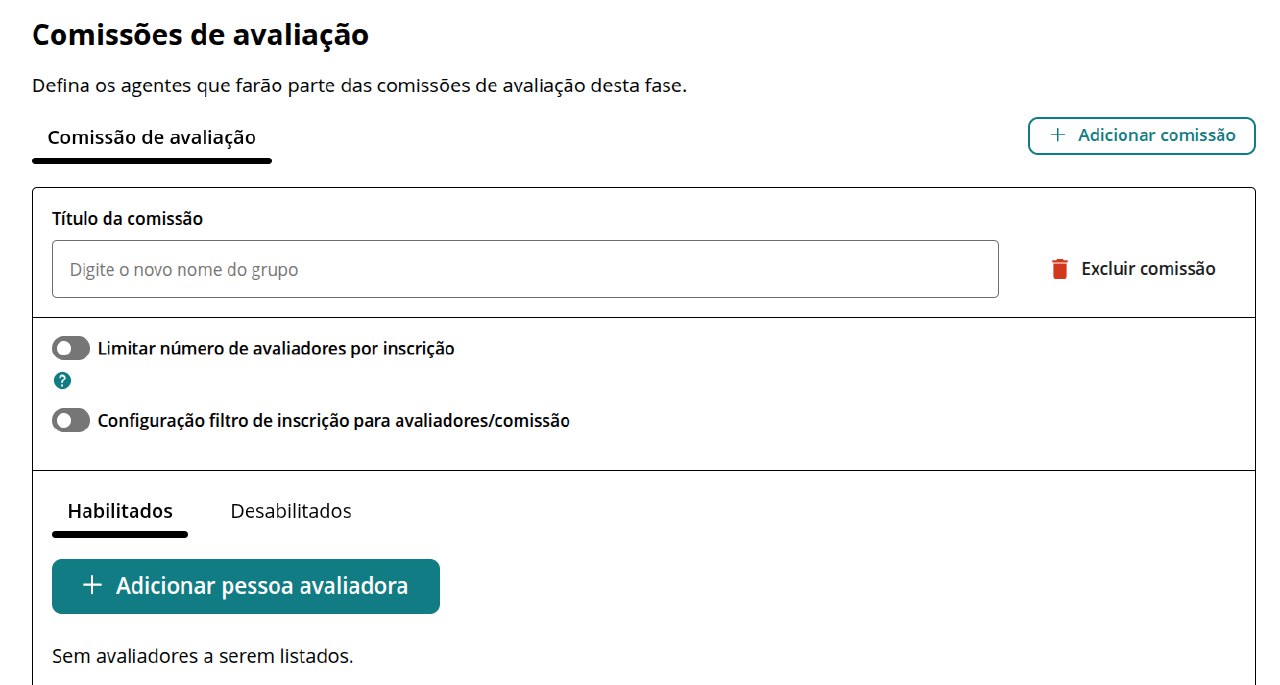 Comissões de avaliação
Defina os agentes que farão parte das comissões de avaliação desta fase.
Comissão de avaliação
+ Adicionar comissão
Título da comissão
Digite o novo nome do grupo
Excluir comissão
Limitar número de avaliadores por inscrição
?
Configuração filtro de inscrição para avaliadores/comissão
Habilitados Desabilitados
+ Adicionar pessoa avaliadora
Sem avaliadores a serem listados.